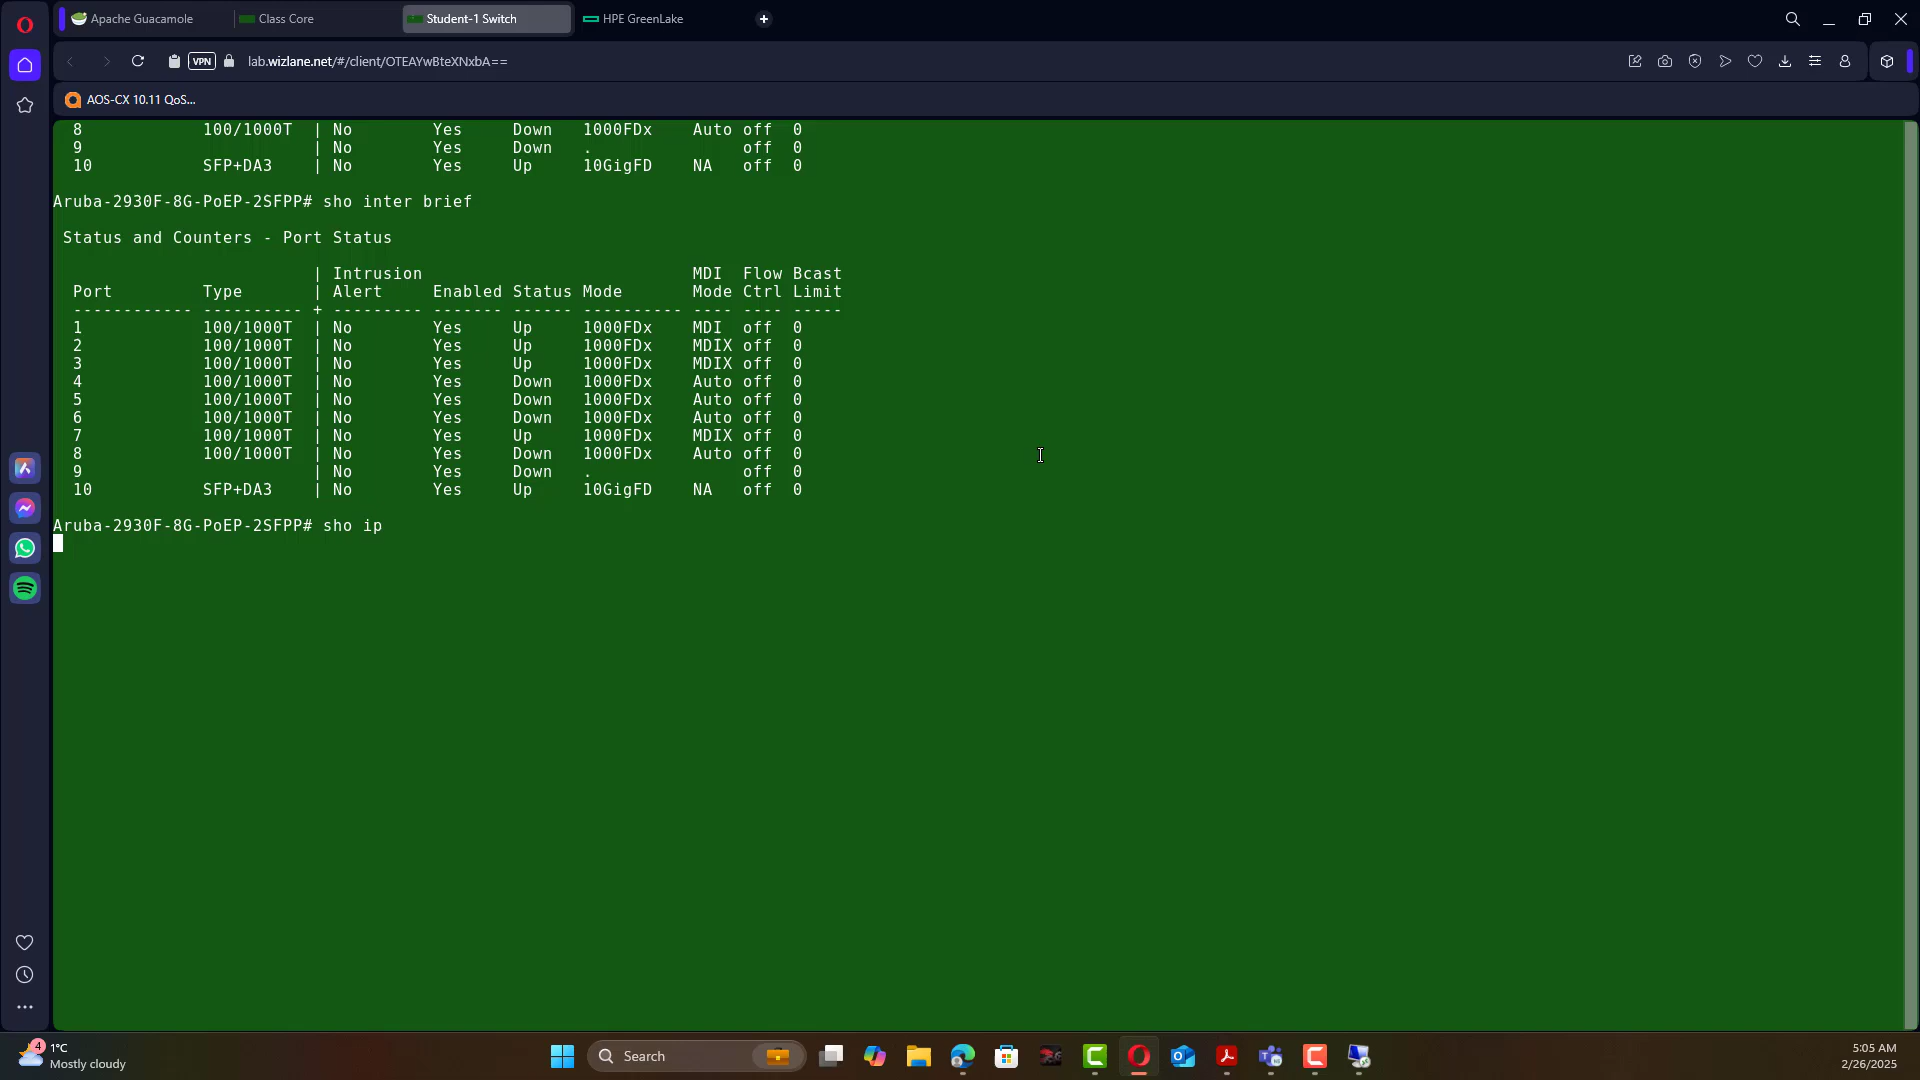 Apache Guacamole
Class Core
Student-1 Switch
HPE GreenLake
VPN
lab.wizlane.net/#/client/OTEAYwBteXNxbA==
AOS-CX 10.11 QoS...
8 100/1000T | No Yes Down 1000FDx Auto off 0
9 | No Yes Down . off 0
10 SFP+DA3 | No Yes Up 10GigFD NA off 0
Aruba-2930F-8G-PoEP-2SFPP# sho inter brief
Status and Counters - Port Status
| Intrusion MDI Flow Bcast
Port Type | Alert Enabled Status Mode Mode Ctrl Limit
------------ ---------- + --------- ------- ------ ---------- ---- ---- -----
1 100/1000T | No Yes Up 1000FDx MDI off 0
2 100/1000T | No Yes Up 1000FDx MDIX off 0
3 100/1000T | No Yes Up 1000FDx MDIX off 0
4 100/1000T | No Yes Down 1000FDx Auto off 0
5 100/1000T | No Yes Down 1000FDx Auto off 0
6 100/1000T | No Yes Down 1000FDx Auto off 0
7 100/1000T | No Yes Up 1000FDx MDIX off 0
8 100/1000T | No Yes Down 1000FDx Auto off 0
9 | No Yes Down . off 0
10 SFP+DA3 | No Yes Up 10GigFD NA off 0
Aruba-2930F-8G-PoEP-2SFPP# sho ip
4
1°C
Mostly cloudy
Search
5:05 AM
2/26/2025